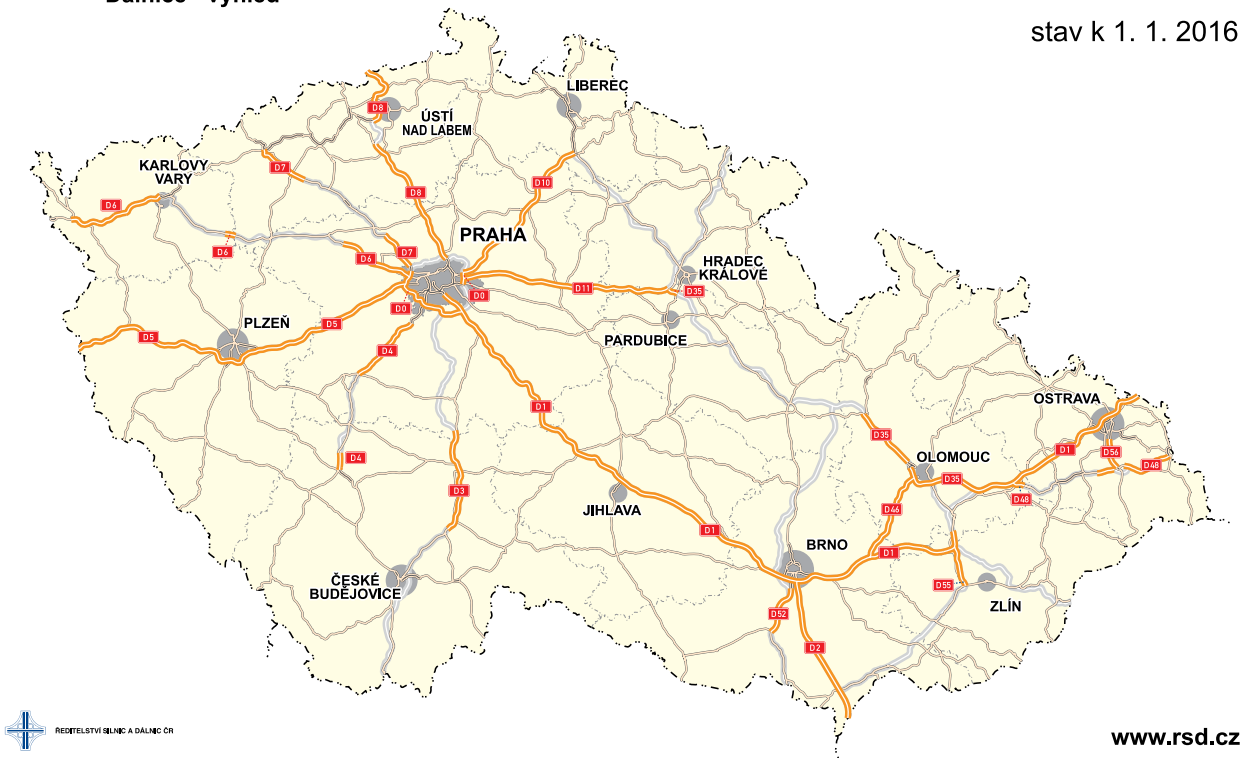 Dálnice - výhled
stav k 1. 1. 2016
LIBEREC
D8
ÚSTÍ
NAD LABEM
KARLOVY
VARY
D7
D10
D8
D6
PRAHA
D6
D6
D7
HRADEC
KRÁLOVÉ
D11
D35
D0
D0
PLZEŇ
D5
D5
PARDUBICE
D4
D1
OSTRAVA
D35
D1
D56
D4
OLOMOUC
D48
D35
D48
D3
JIHLAVA
D46
D1
BRNO
D1
ČESKÉ
BUDĚJOVICE
D55
ZLÍN
D52
D2
ŘEDITELSTVÍ SILNIC A DÁLNIC ČR
www.rsd.cz